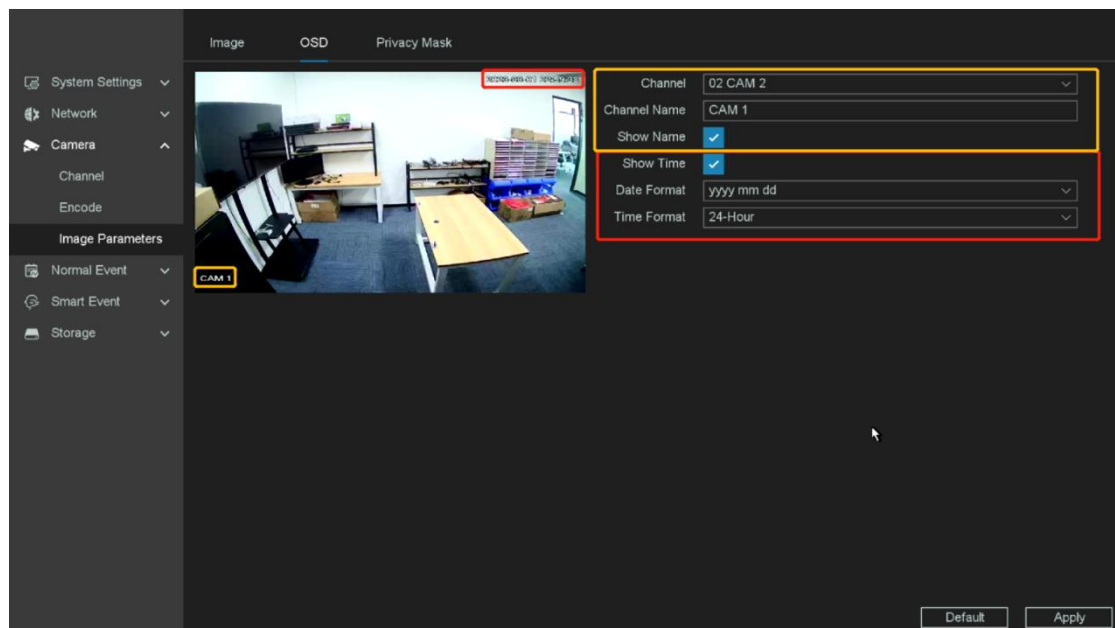 Image OSD Privacy Mask
System Settings
Network
Camera
Channel
Encode
Image Parameters
Normal Event
Smart Event
Storage
CAM 1
Channel 02 CAM 2
Channel Name CAM 1
Show Name
Show Time
Date Format yyyy mm dd
Time Format 24-Hour
Default Apply